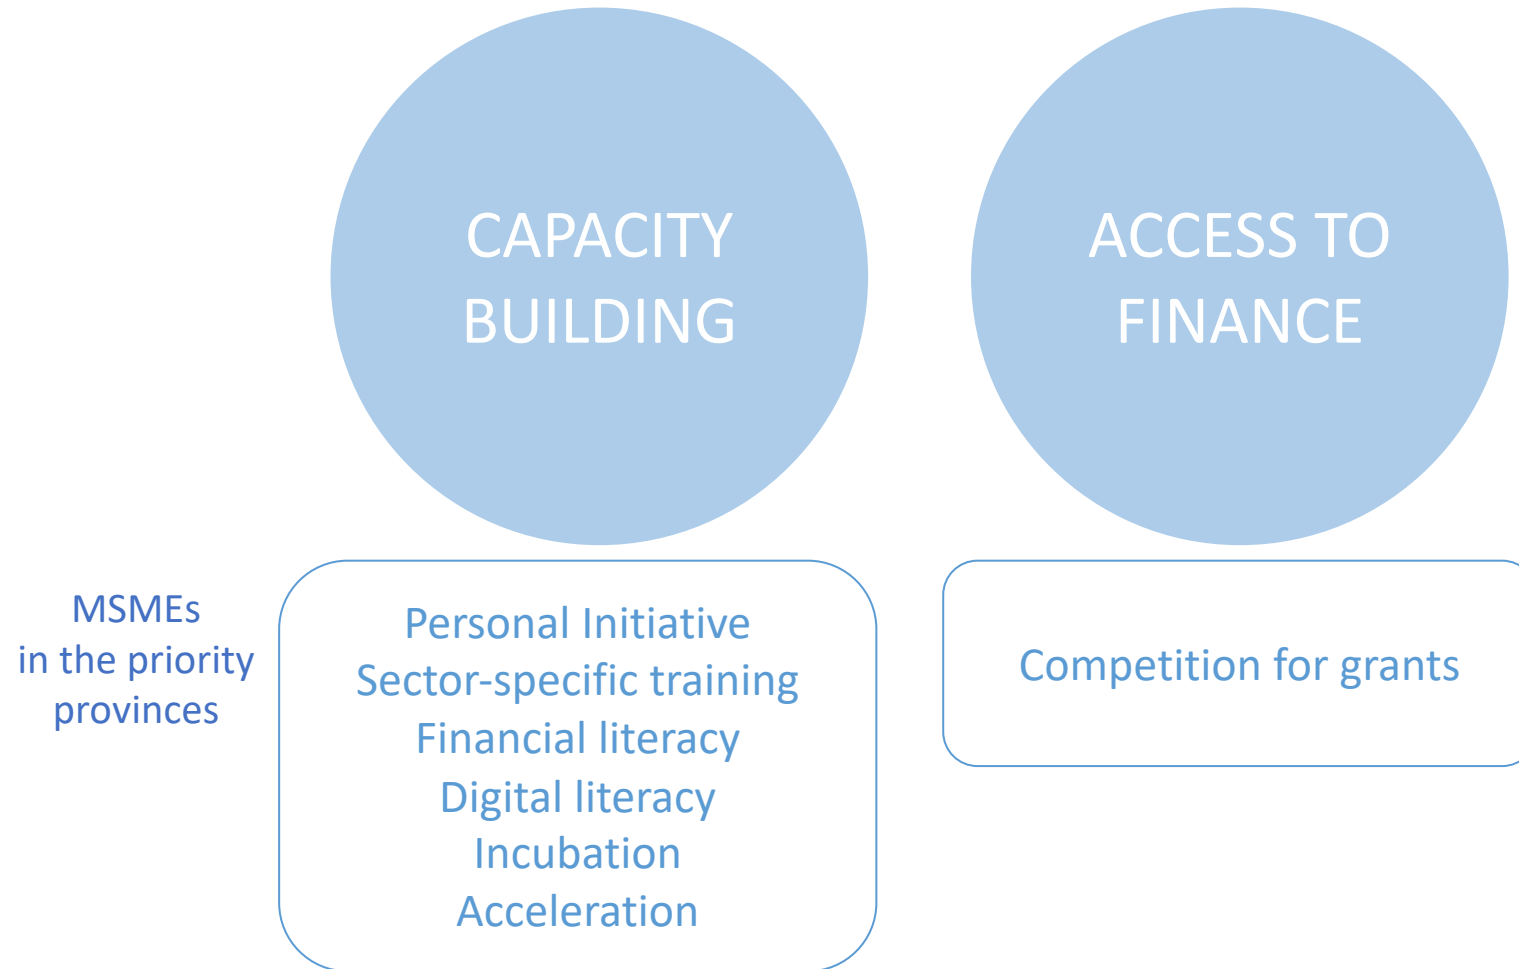 CAPACITY
BUILDING
ACCESS TO
FINANCE
MSMEs
in the priority
provinces
Personal Initiative
Sector-specific training
Financial literacy
Digital literacy
Incubation
Acceleration
Competition for grants